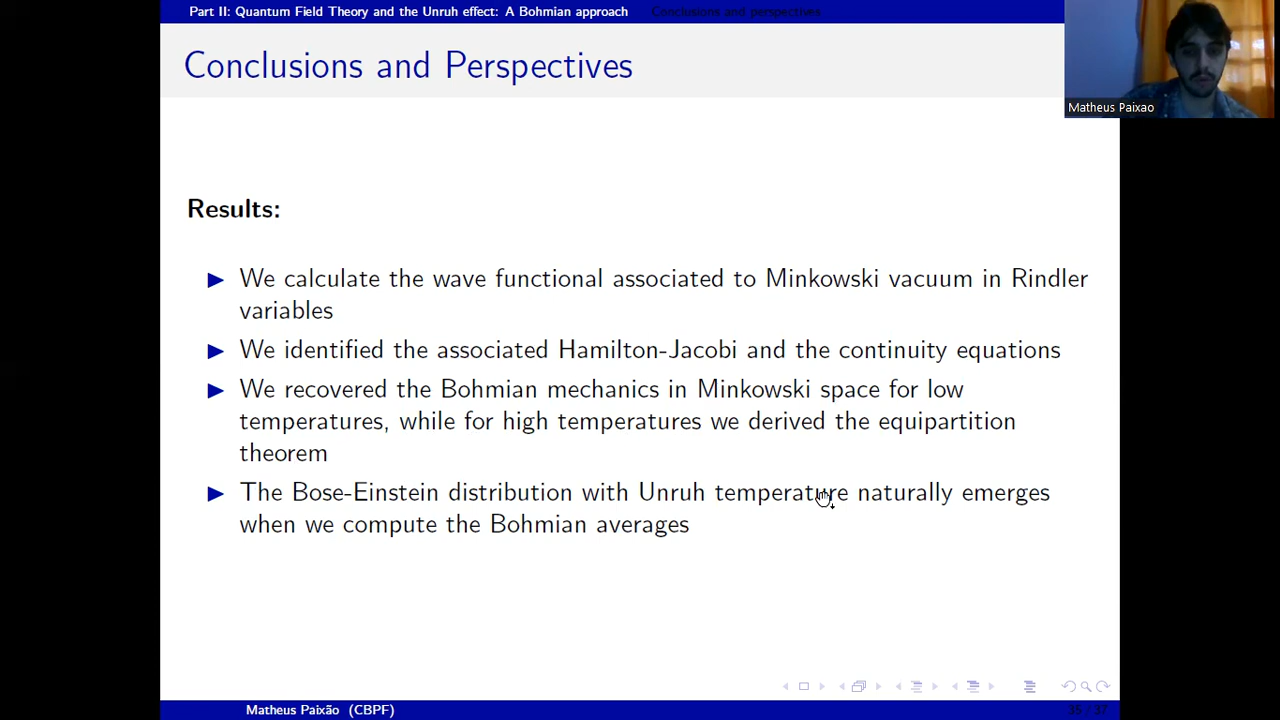 Part II: Quantum Field Theory and the Unruh effect: A Bohmian approach Conclusions and perspectives
Conclusions and Perspectives
Matheus Paixao
Results:
We calculate the wave functional associated to Minkowski vacuum in Rindler
variables
We identified the associated Hamilton-Jacobi and the continuity equations
We recovered the Bohmian mechanics in Minkowski space for low
temperatures, while for high temperatures we derived the equipartition
theorem
The Bose-Einstein distribution with Unruh temperature naturally emerges
when we compute the Bohmian averages
Matheus Paixão (CBPF)
35 / 37